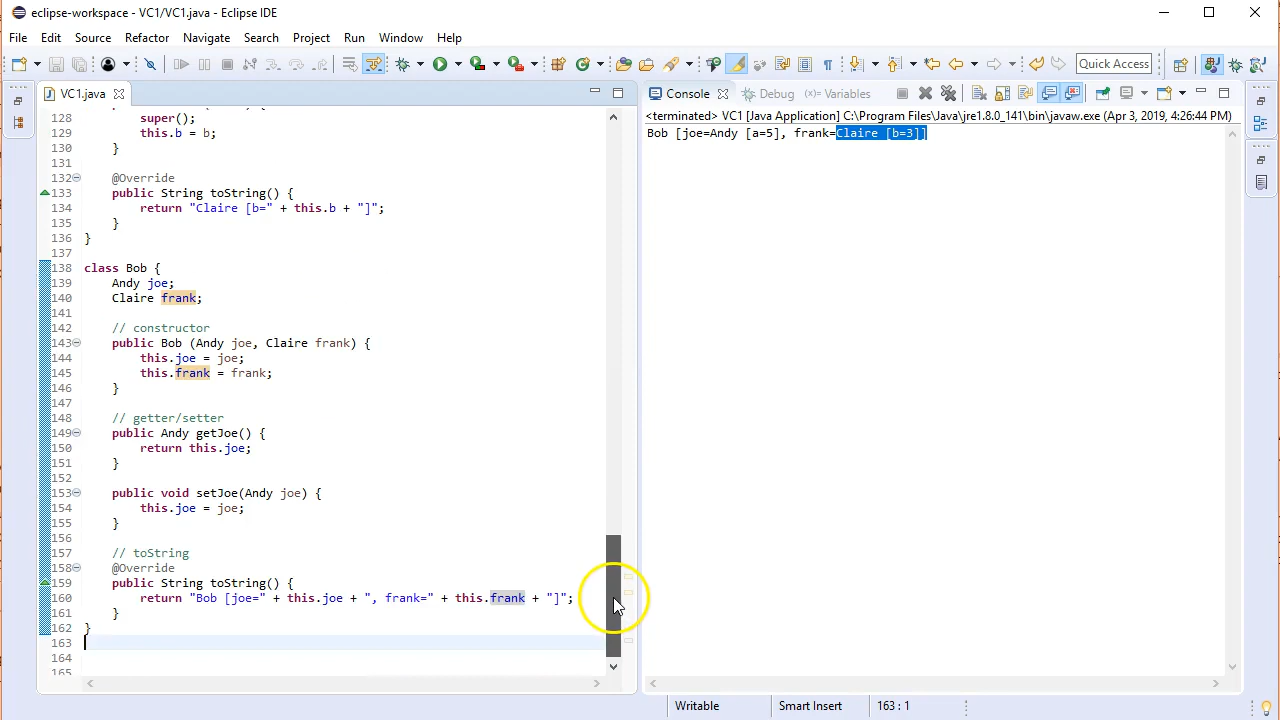 eclipse-workspace - VC1/VC1.java - Eclipse IDE
File Edit Source Refactor Navigate Search Project Run Window Help
Quick Access
VC1.java
128 super();
129 this.b = b;
130 }
131
132 @Override
133 public String toString() {
134 return "Claire [b=" + this.b + "]";
135 }
136 }
137
138 class Bob {
139 Andy joe;
140 Claire frank;
141
142 // constructor
143 public Bob (Andy joe, Claire frank) {
144 this.joe = joe;
145 this.frank = frank;
146 }
147
148 // getter/setter
149 public Andy getJoe() {
150 return this.joe;
151 }
152
153 public void setJoe(Andy joe) {
154 this.joe = joe;
155 }
156
157 // toString
158 @Override
159 public String toString() {
160 return "Bob [joe=" + this.joe + ", frank=" + this.frank + "]";
161 }
162 }
163
164
165
Console Debug (x)= Variables
<terminated> VC1 [Java Application] C:\Program Files\Java\jre1.8.0_141\bin\javaw.exe (Apr 3, 2019, 4:26:44 PM)
Bob [joe=Andy [a=5], frank=Claire [b=3]]
Writable Smart Insert 163 : 1